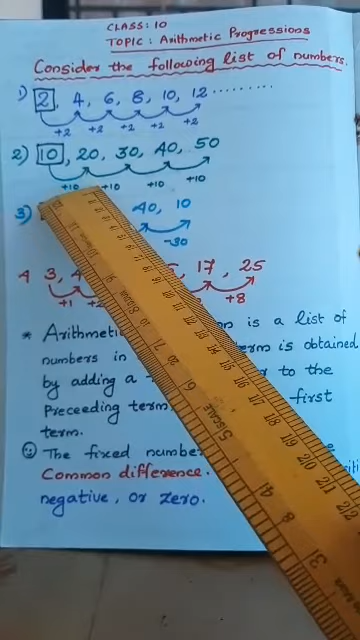 CLASS: 10
TOPIC: Arithmetic Progressions
Consider the following list of numbers.
1) 2, 4, 6, 8, 10, 12 ..........
+2 +2 +2 +2 +2
2) 10, 20, 30, 40, 50
+10 +10 +10 +10
3) 40, 10
-30
4 3, 4 17, 25
+1 +8
* Arithmeti is a list of
numbers in term is obtained
by adding a to the
Preceeding term, first
term.
The fixed number
Common difference.
negative, or zero.
SCALE